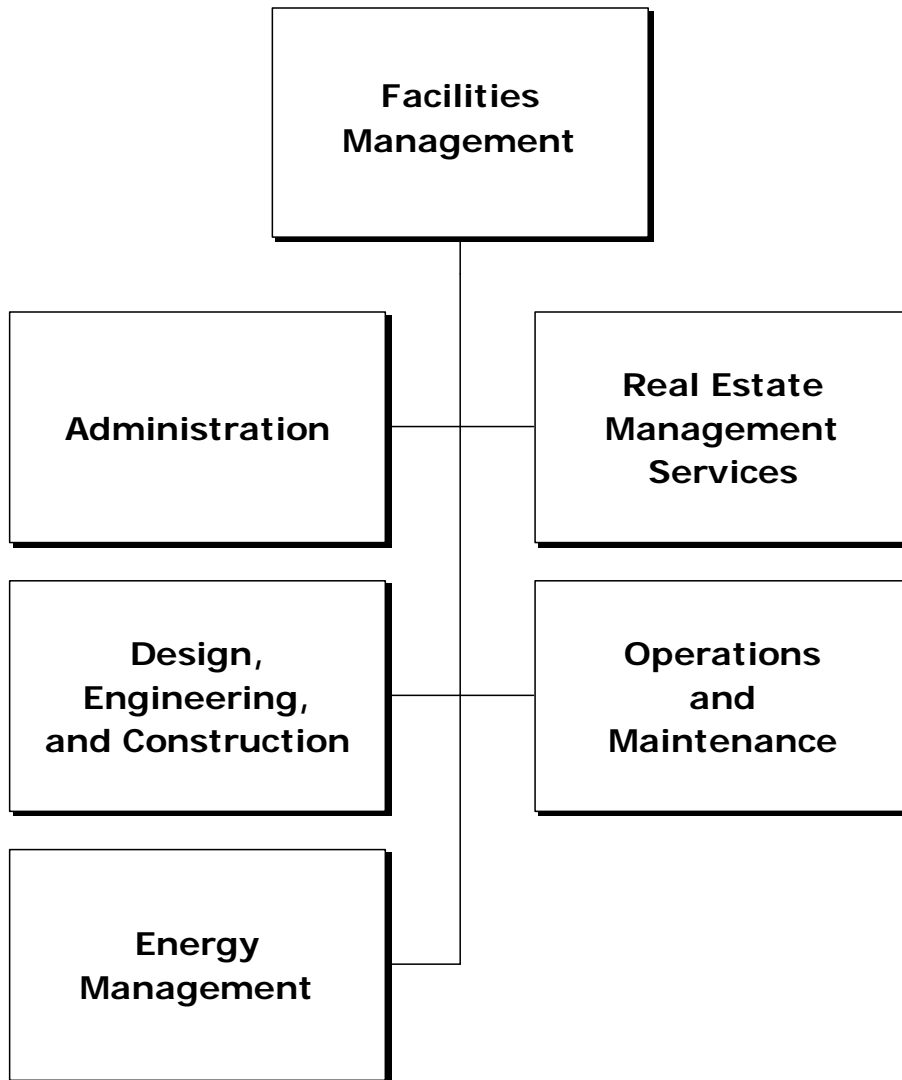 Facilities
Management
Administration
Real Estate
Management
Services
Design,
Engineering,
and Construction
Operations
and
Maintenance
Energy
Management